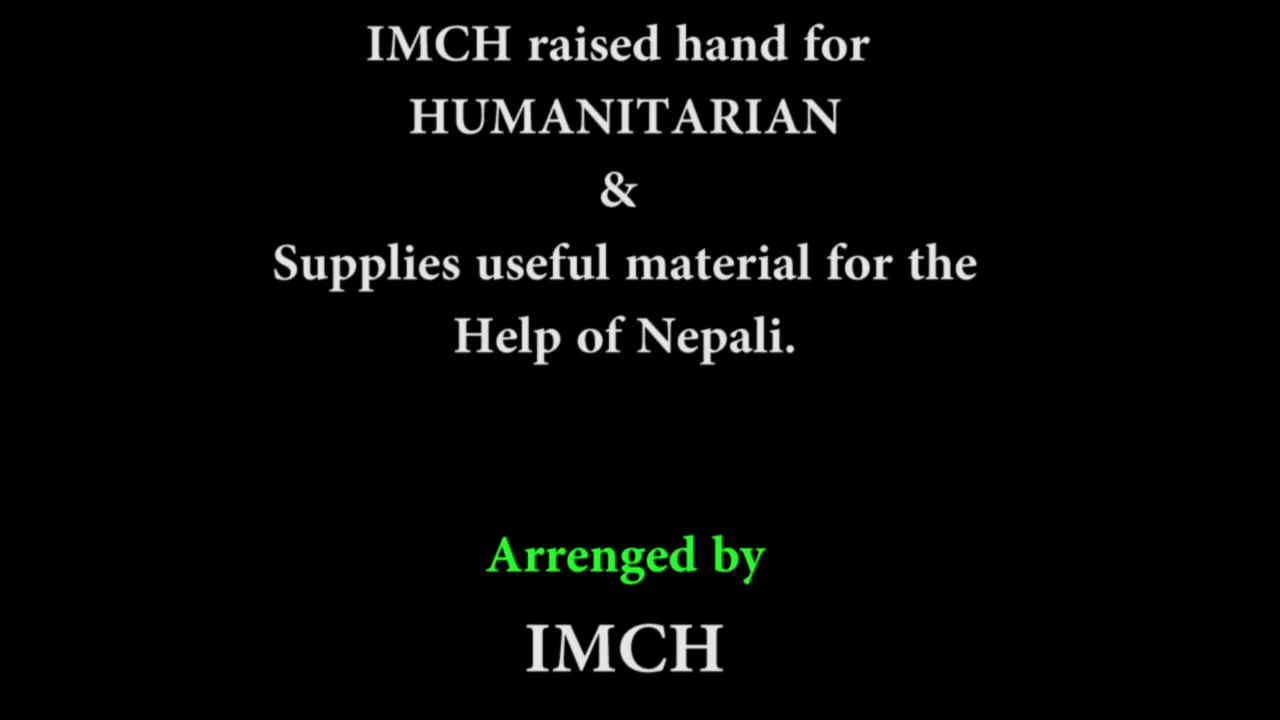 IMCH raised hand for
HUMANITARIAN
&
Supplies useful material for the
Help of Nepali.
Arrenged by
IMCH